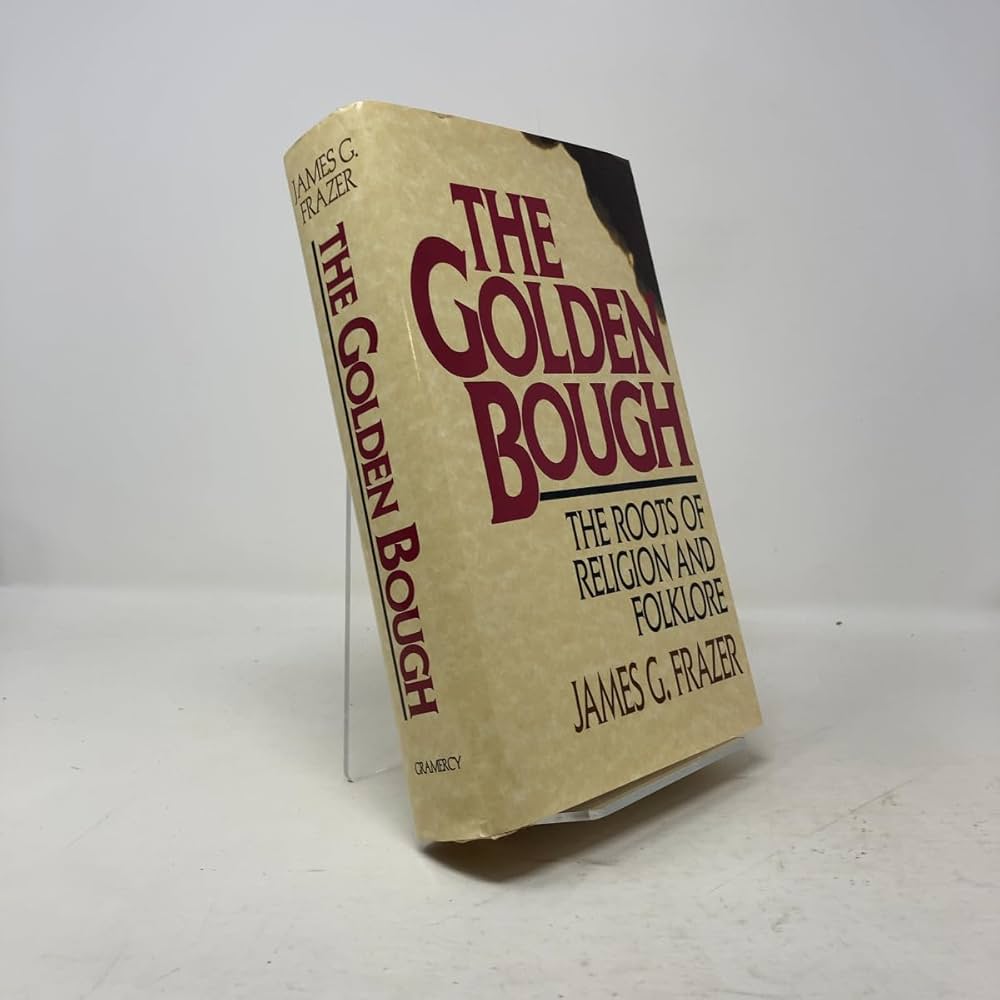 JAMES G.
FRAZER
THE GOLDEN BOUGH
GRAMERCY
THE
GOLDEN
BOUGH
THE ROOTS OF
RELIGION AND
FOLKLORE
JAMES G. FRAZER